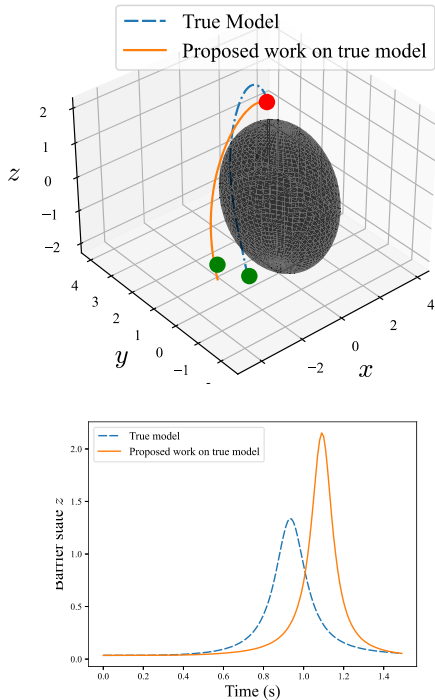 True Model
Proposed work on true model
2
1
0
−1
−2
z
4
3
2
1
0
−1
y
−2
0
2
4
x
True model
Proposed work on true model
2.0
1.5
1.0
0.5
0.0
Barrier state z
0.0 0.2 0.4 0.6 0.8 1.0 1.2 1.4
Time (s)